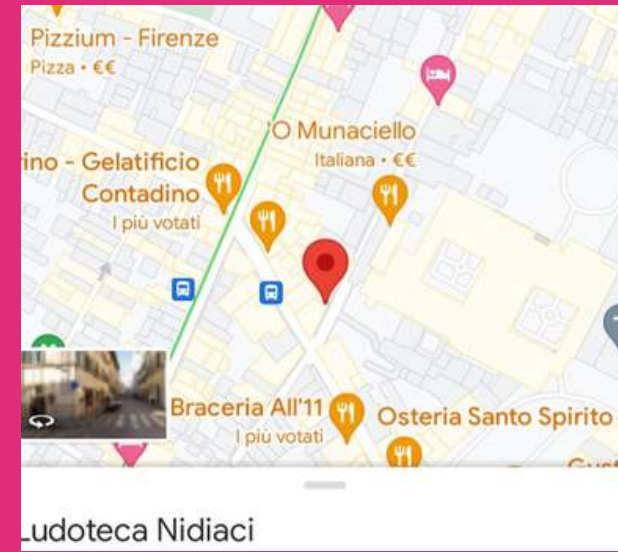 Pizzium - Firenze
Pizza • €€
'O Munaciello
Italiana • €€
ino - Gelatificio
Contadino
I più votati
Braceria All'11
I più votati
Osteria Santo Spirito
Ludoteca Nidiaci